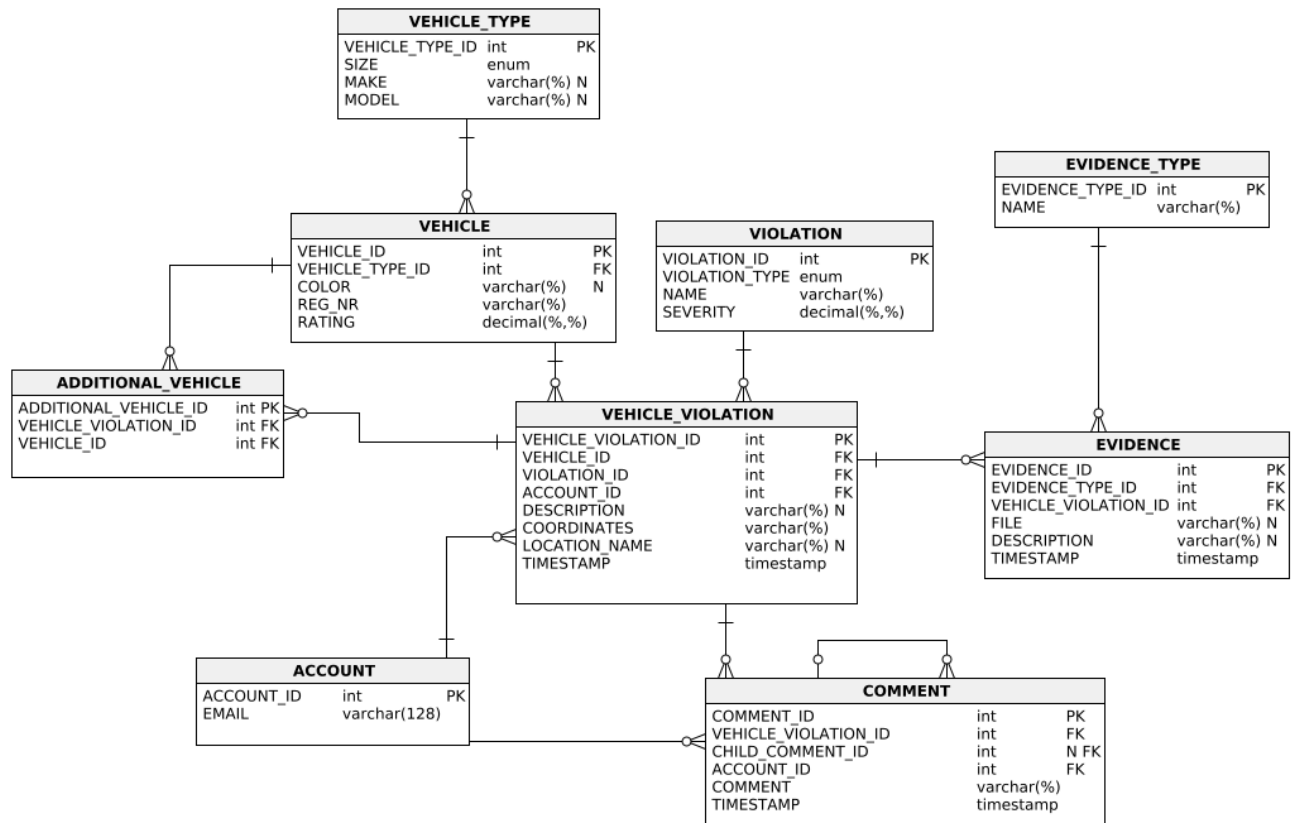 VEHICLE_TYPE
VEHICLE_TYPE_ID int PK
SIZE enum
MAKE varchar(%) N
MODEL varchar(%) N
EVIDENCE_TYPE
EVIDENCE_TYPE_ID int PK
NAME varchar(%)
VEHICLE
VEHICLE_ID int PK
VEHICLE_TYPE_ID int FK
COLOR varchar(%) N
REG_NR varchar(%)
RATING decimal(%,%)
VIOLATION
VIOLATION_ID int PK
VIOLATION_TYPE enum
NAME varchar(%)
SEVERITY decimal(%,%)
ADDITIONAL_VEHICLE
ADDITIONAL_VEHICLE_ID int PK
VEHICLE_VIOLATION_ID int FK
VEHICLE_ID int FK
VEHICLE_VIOLATION
VEHICLE_VIOLATION_ID int PK
VEHICLE_ID int FK
VIOLATION_ID int FK
ACCOUNT_ID int FK
DESCRIPTION varchar(%) N
COORDINATES varchar(%)
LOCATION_NAME varchar(%) N
TIMESTAMP timestamp
EVIDENCE
EVIDENCE_ID int PK
EVIDENCE_TYPE_ID int FK
VEHICLE_VIOLATION_ID int FK
FILE varchar(%) N
DESCRIPTION varchar(%) N
TIMESTAMP timestamp
ACCOUNT
ACCOUNT_ID int PK
EMAIL varchar(128)
COMMENT
COMMENT_ID int PK
VEHICLE_VIOLATION_ID int FK
CHILD_COMMENT_ID int N FK
ACCOUNT_ID int FK
COMMENT varchar(%)
TIMESTAMP timestamp